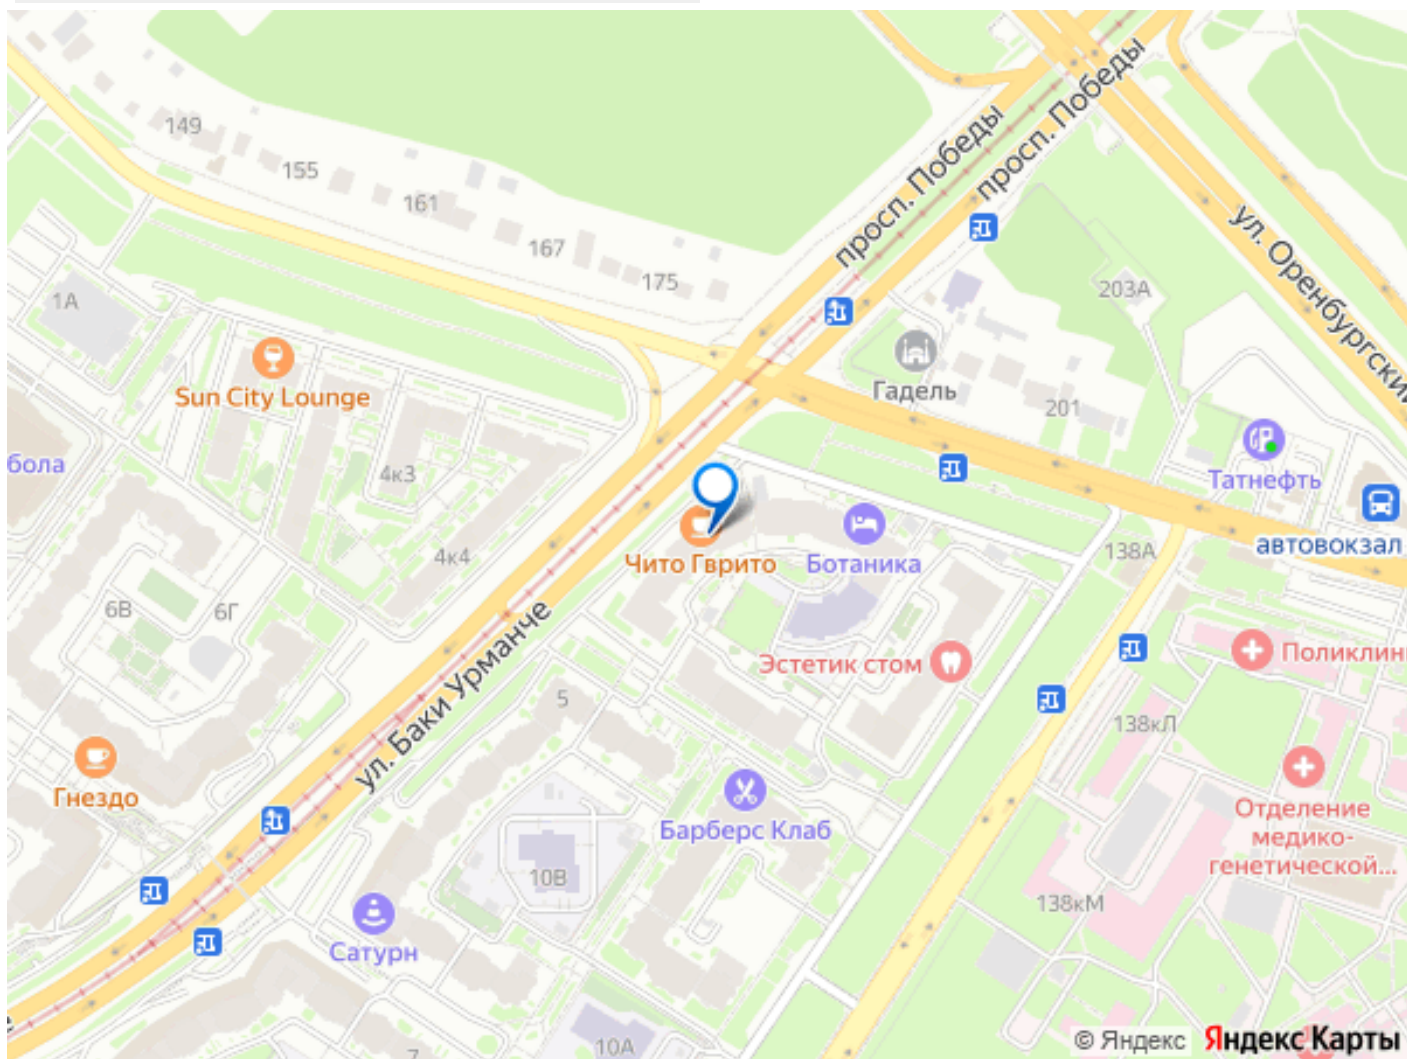 просп. Победы
просп. Победы
ул. Оренбургский
149
155
161
167
175
1А
203А
Sun City Lounge
Гадель
201
4к3
бола
Татнефть
автовокзал
4к4
Чито Гврито
Ботаника
138А
6В
6Г
ул. Баки Урманче
Эстетик стом
Поликлин
5
138кЛ
Гнездо
Барберс Клаб
Отделение
медико-
генетической...
10В
138кМ
Сатурн
7
10А
© Яндекс Яндекс Карты